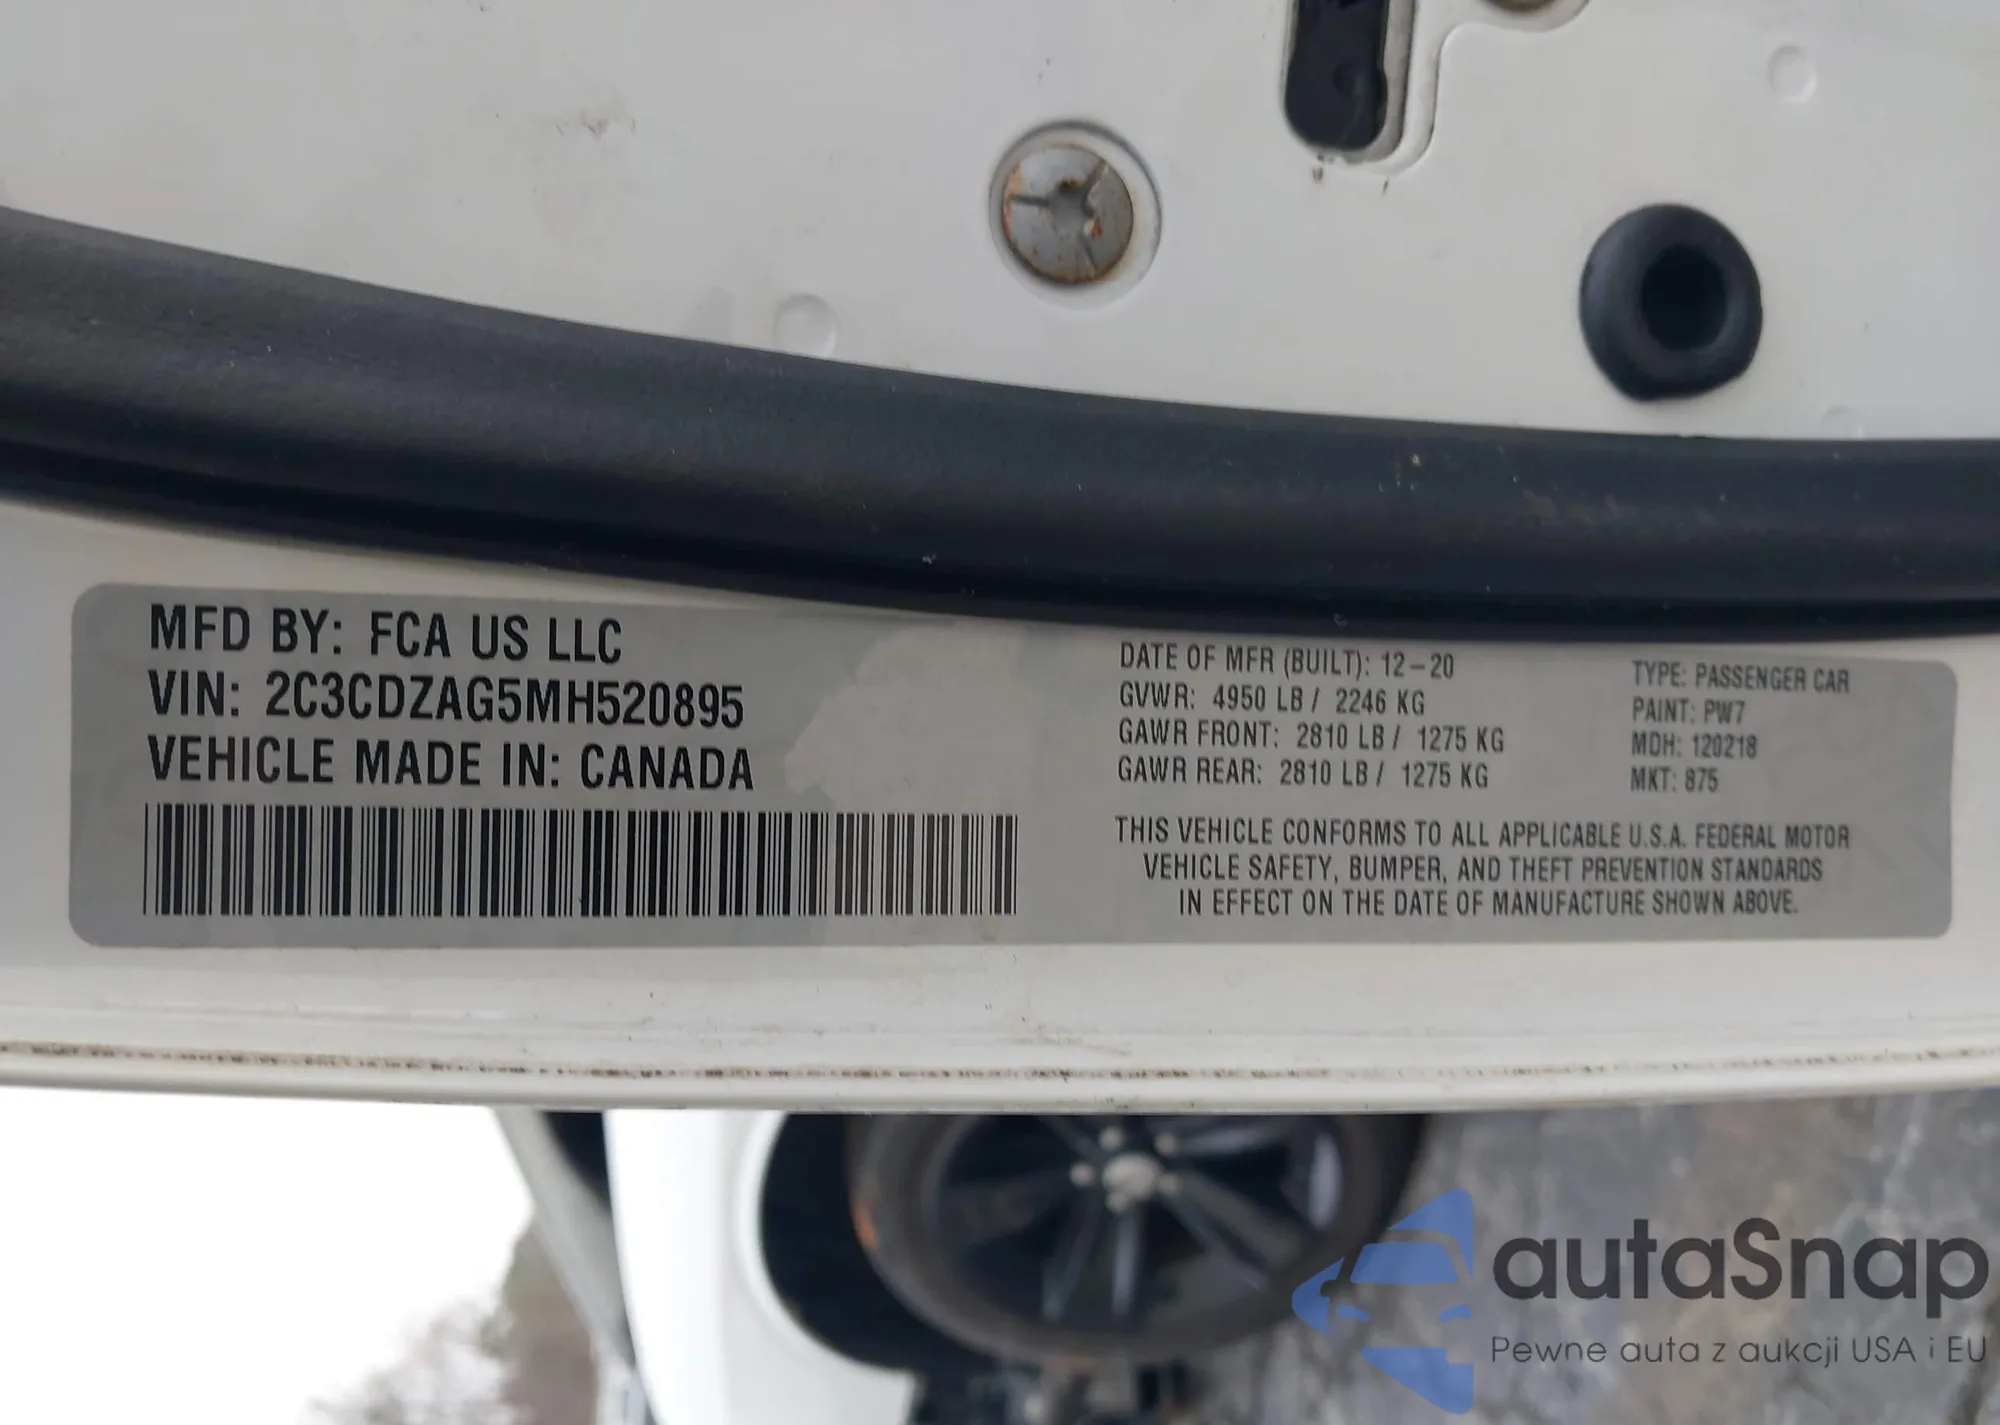 MFD BY: FCA US LLC
VIN: 2C3CDZAG5MH520895
VEHICLE MADE IN: CANADA
DATE OF MFR (BUILT): 12-20
GVWR: 4950 LB / 2246 KG
GAWR FRONT: 2810 LB / 1275 KG
GAWR REAR: 2810 LB / 1275 KG
TYPE: PASSENGER CAR
PAINT: PW7
MDH: 120218
MKT: 875
THIS VEHICLE CONFORMS TO ALL APPLICABLE U.S.A. FEDERAL MOTOR
VEHICLE SAFETY, BUMPER, AND THEFT PREVENTION STANDARDS
IN EFFECT ON THE DATE OF MANUFACTURE SHOWN ABOVE.
autaSnap
Pewne auta z aukcji USA i EU